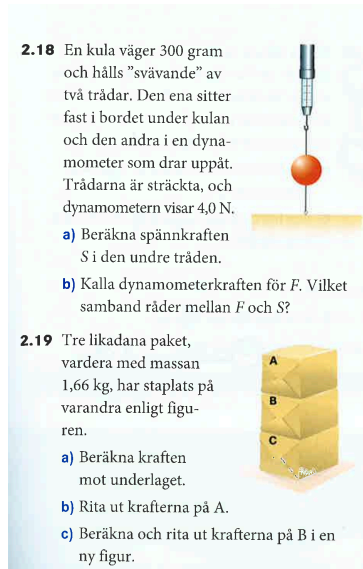 2.18 En kula väger 300 gram
och hålls ”svävande” av
två trådar. Den ena sitter
fast i bordet under kulan
och den andra i en dyna-
mometer som drar uppåt.
Trådarna är sträckta, och
dynamometern visar 4,0 N.
a) Beräkna spännkraften
S i den undre tråden.
b) Kalla dynamometerkraften för F. Vilket
samband råder mellan F och S?
2.19 Tre likadana paket,
vardera med massan
1,66 kg, har staplats på
varandra enligt figu-
ren.
a) Beräkna kraften
mot underlaget.
b) Rita ut krafterna på A.
c) Beräkna och rita ut krafterna på B i en
ny figur.
A
B
C